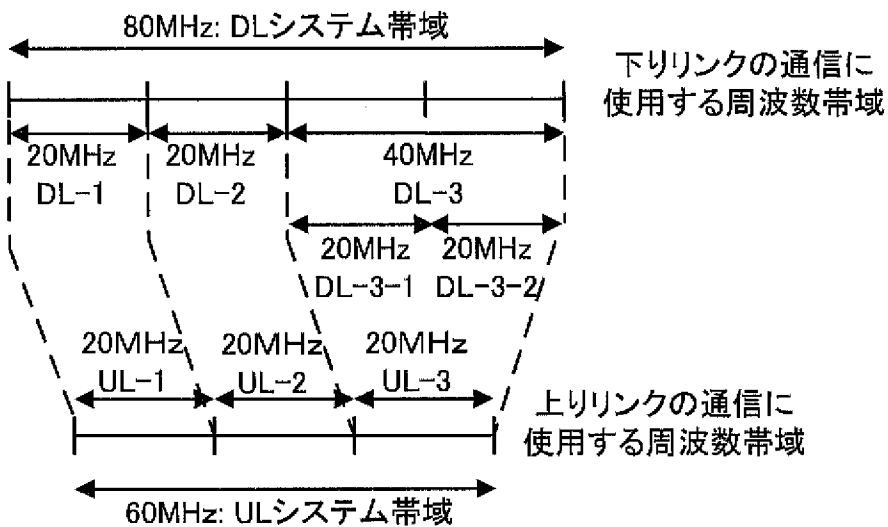 80MHz: DLシステム帯域
下りリンクの通信に
使用する周波数帯域
20MHz
DL-1
20MHz
DL-2
40MHz
DL-3
20MHz
DL-3-1
20MHz
DL-3-2
20MHz
UL-1
20MHz
UL-2
20MHz
UL-3
上りリンクの通信に
使用する周波数帯域
60MHz: ULシステム帯域